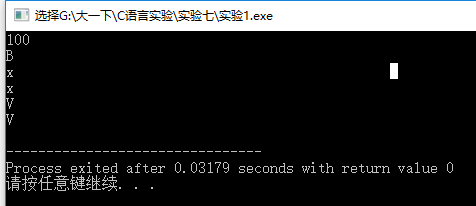 选择G:\大一下\C语言实验\实验七\实验1.exe
100
B
x
x
V
V
--------------------------------
Process exited after 0.03179 seconds with return value 0
请按任意键继续. . .